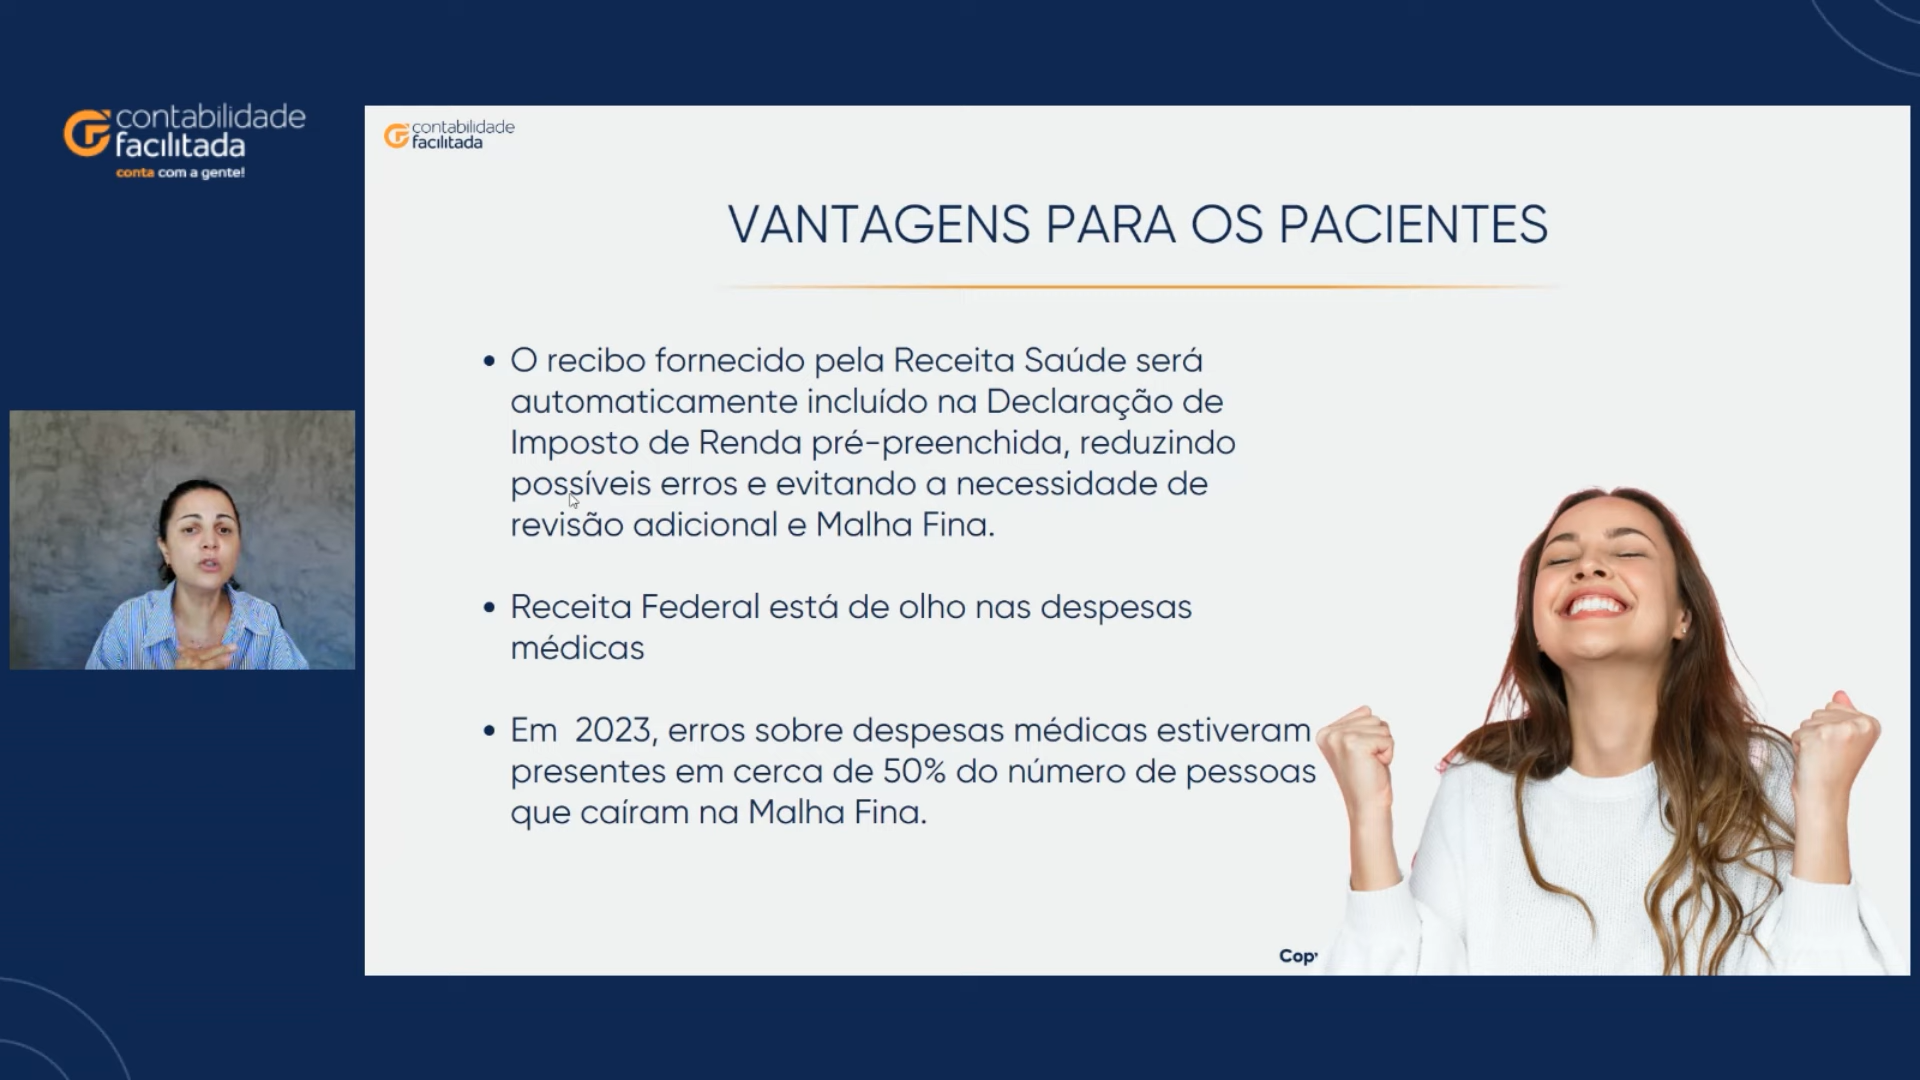 contabilidade
facilitada
conta com a gente!
contabilidade
facilitada
VANTAGENS PARA OS PACIENTES
• O recibo fornecido pela Receita Saúde será
automaticamente incluído na Declaração de
Imposto de Renda pré-preenchida, reduzindo
possíveis erros e evitando a necessidade de
revisão adicional e Malha Fina.
• Receita Federal está de olho nas despesas
médicas
• Em 2023, erros sobre despesas médicas estiveram
presentes em cerca de 50% do número de pessoas
que caíram na Malha Fina.